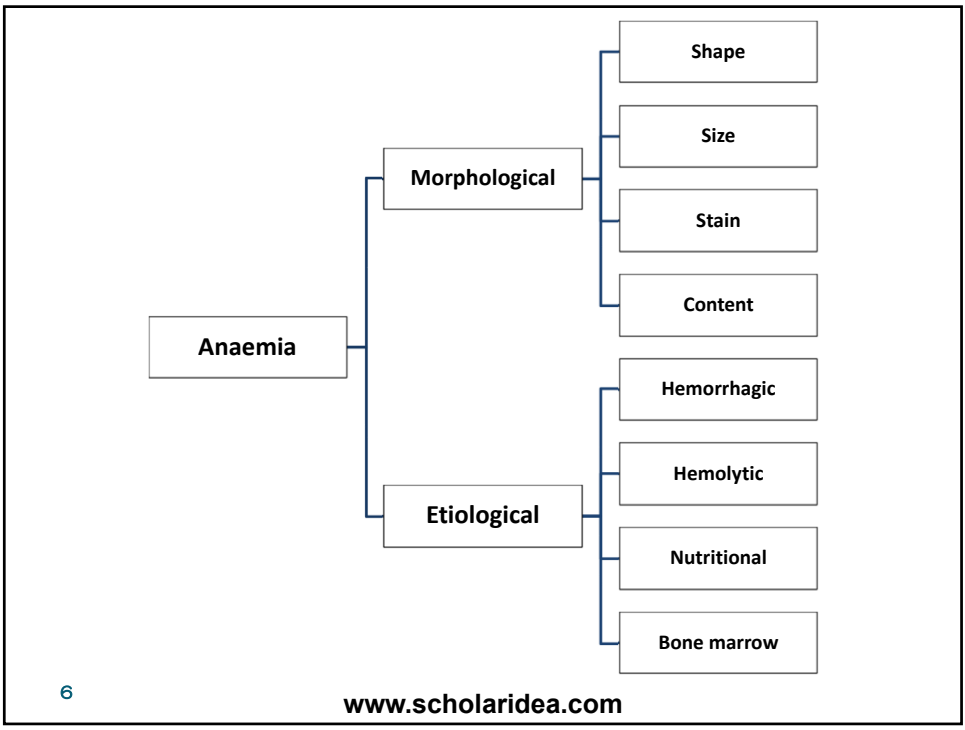 Anaemia
Morphological
Shape
Size
Stain
Content
Etiological
Hemorrhagic
Hemolytic
Nutritional
Bone marrow
6
www.scholaridea.com